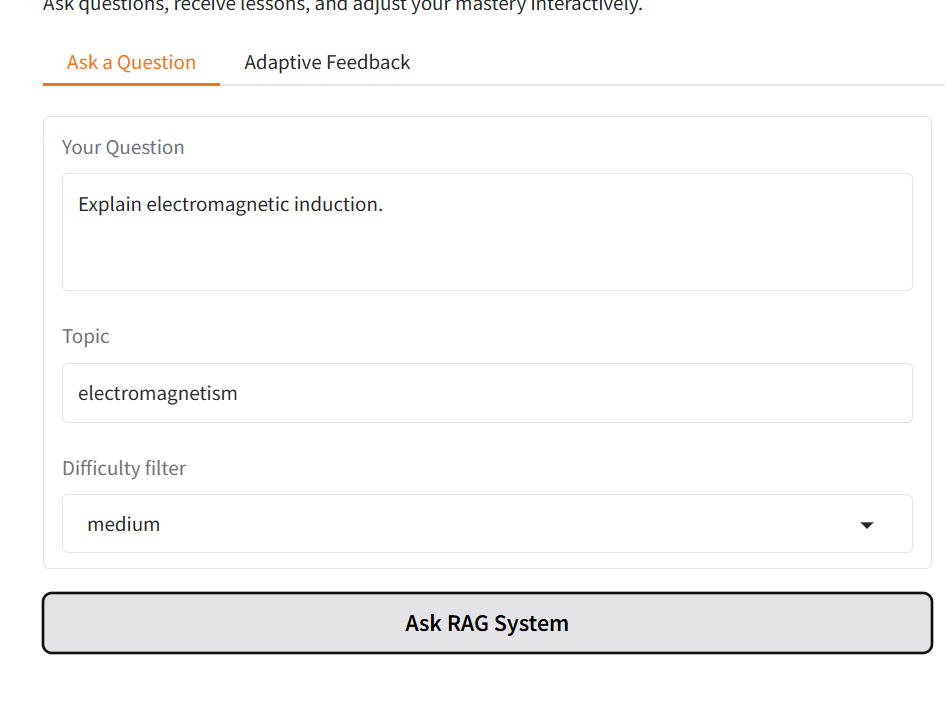 Ask questions, receive lessons, and adjust your mastery interactively.
Ask a Question
Adaptive Feedback
Your Question
Explain electromagnetic induction.
Topic
electromagnetism
Difficulty filter
medium
Ask RAG System